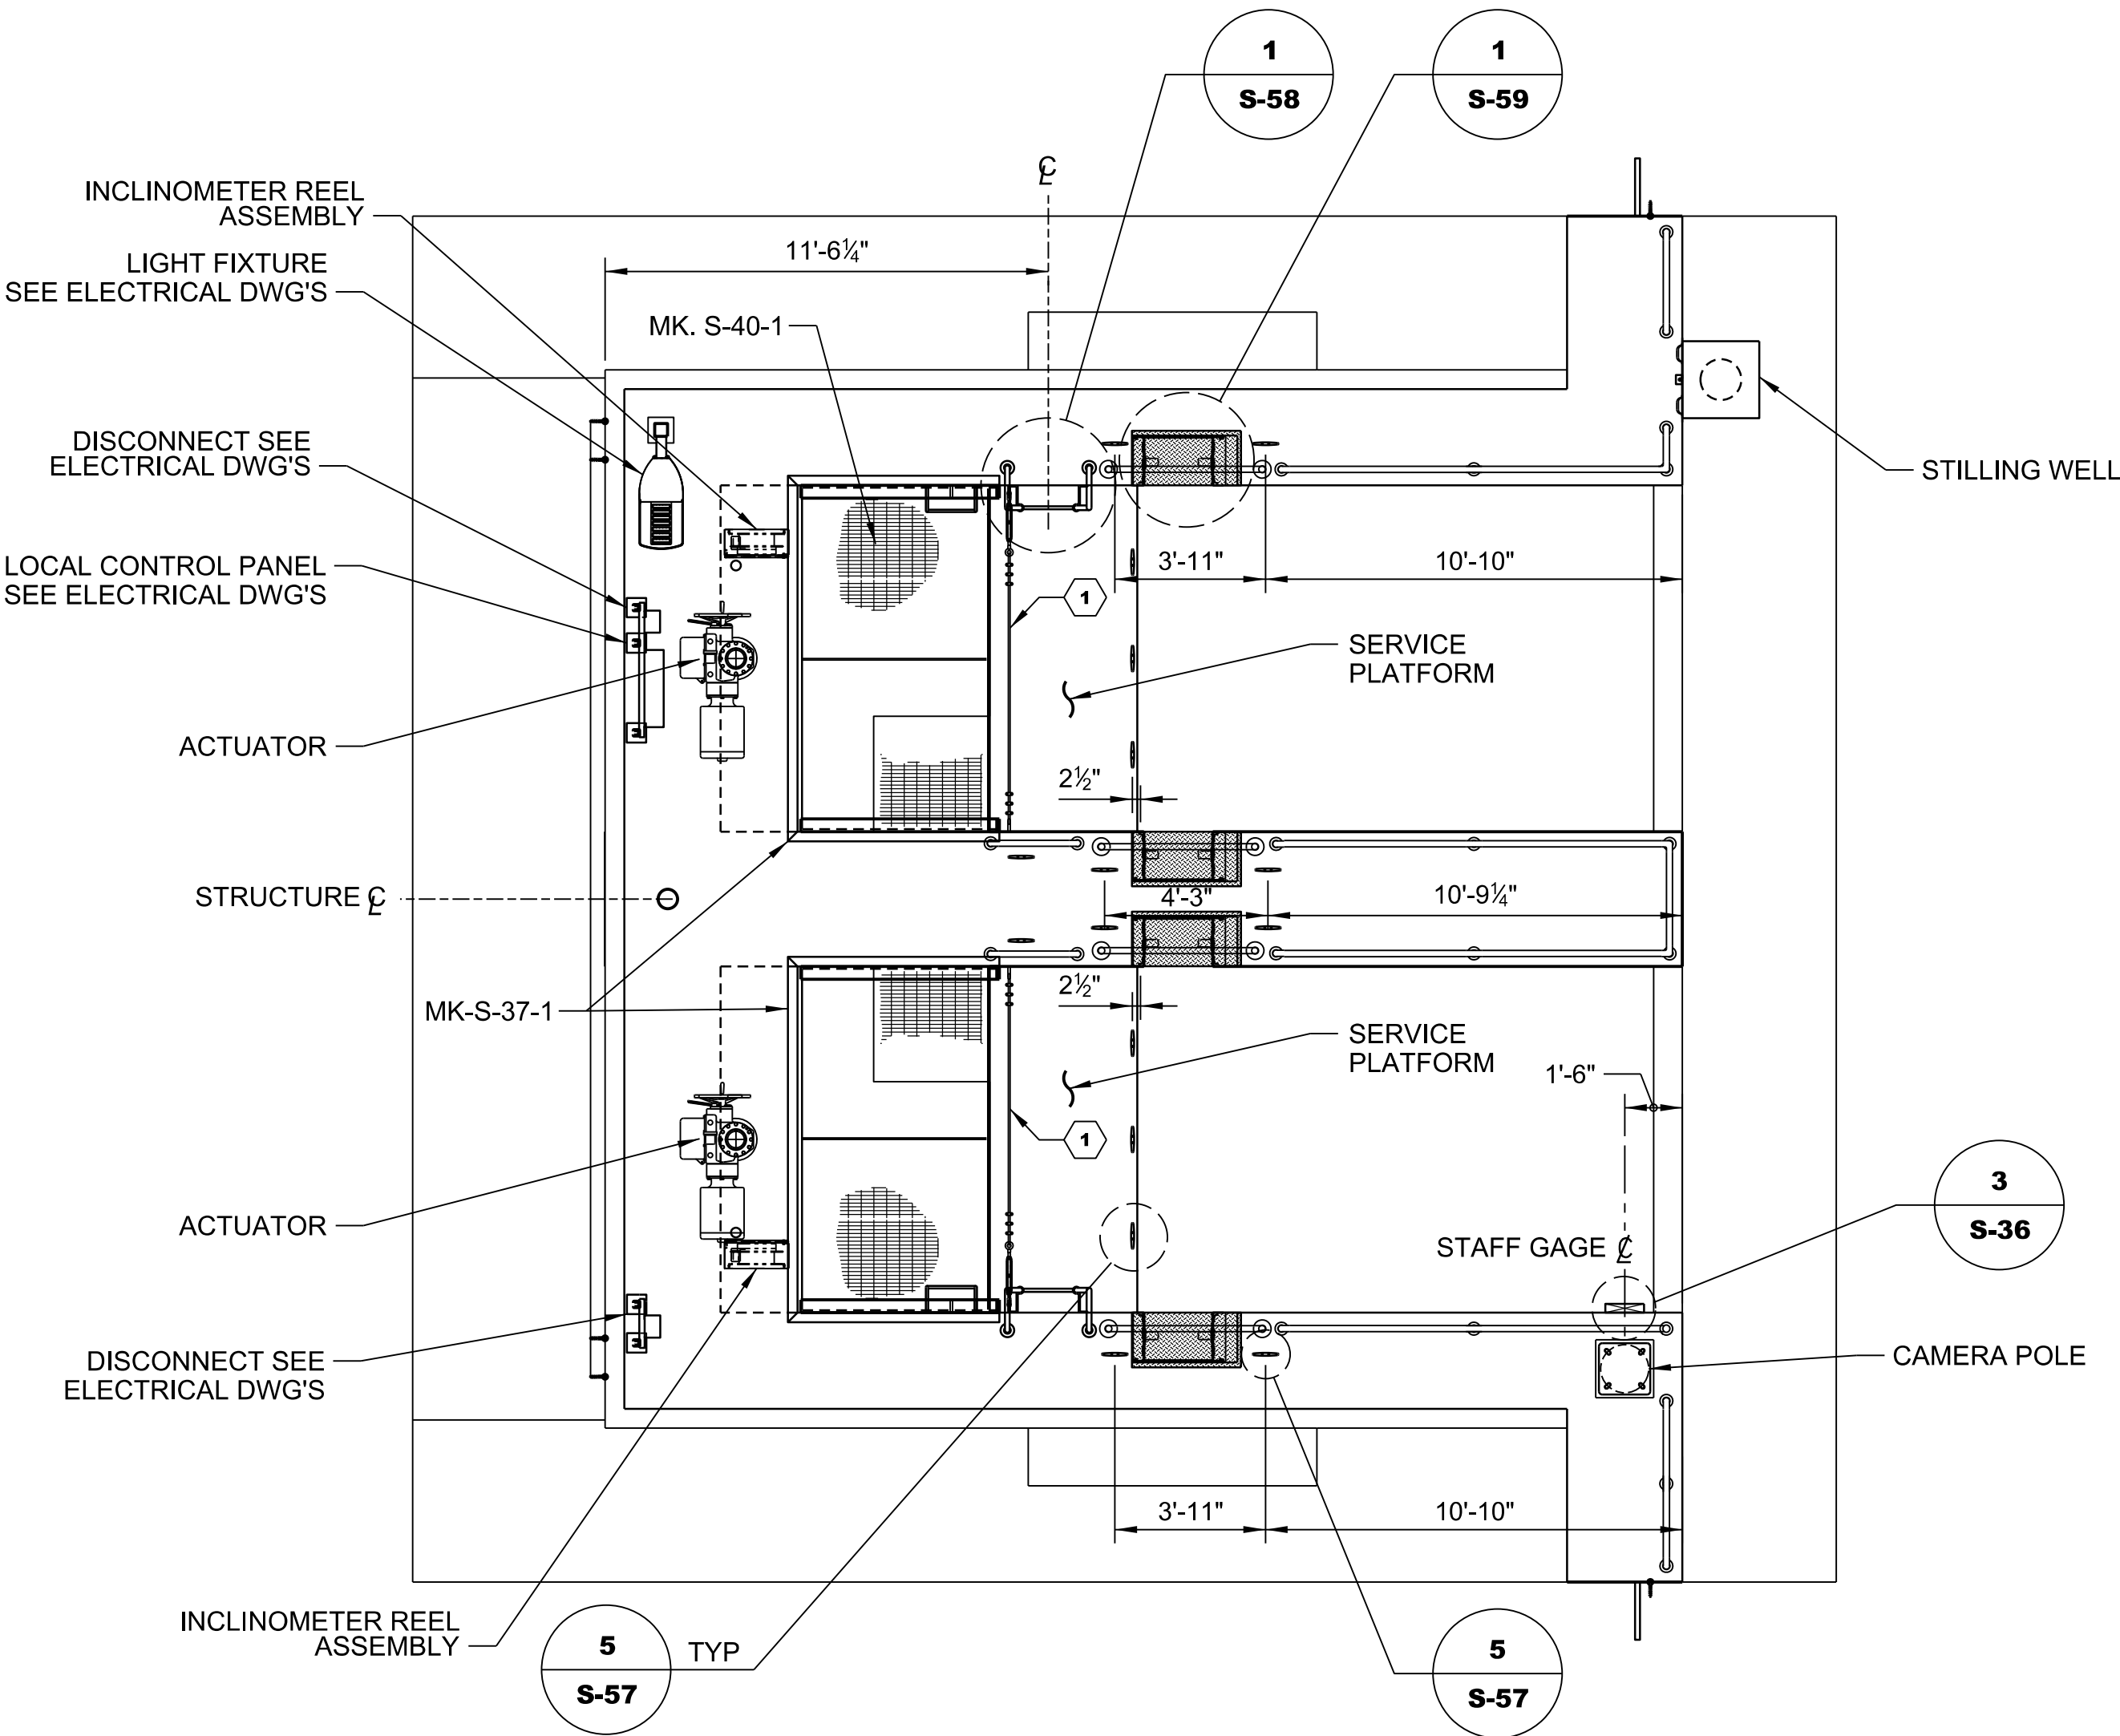 1
S-58
1
S-59
℄
INCLINOMETER REEL
ASSEMBLY
11'-6¼"
LIGHT FIXTURE
SEE ELECTRICAL DWG'S
MK. S-40-1
DISCONNECT SEE
ELECTRICAL DWG'S
STILLING WELL
LOCAL CONTROL PANEL
SEE ELECTRICAL DWG'S
3'-11"
10'-10"
1
SERVICE
PLATFORM
ACTUATOR
2½"
STRUCTURE ℄
4'-3"
10'-9¼"
MK-S-37-1
2½"
SERVICE
PLATFORM
1'-6"
1
3
S-36
ACTUATOR
STAFF GAGE ℄
DISCONNECT SEE
ELECTRICAL DWG'S
CAMERA POLE
3'-11"
10'-10"
INCLINOMETER REEL
ASSEMBLY
5
S-57
TYP
5
S-57